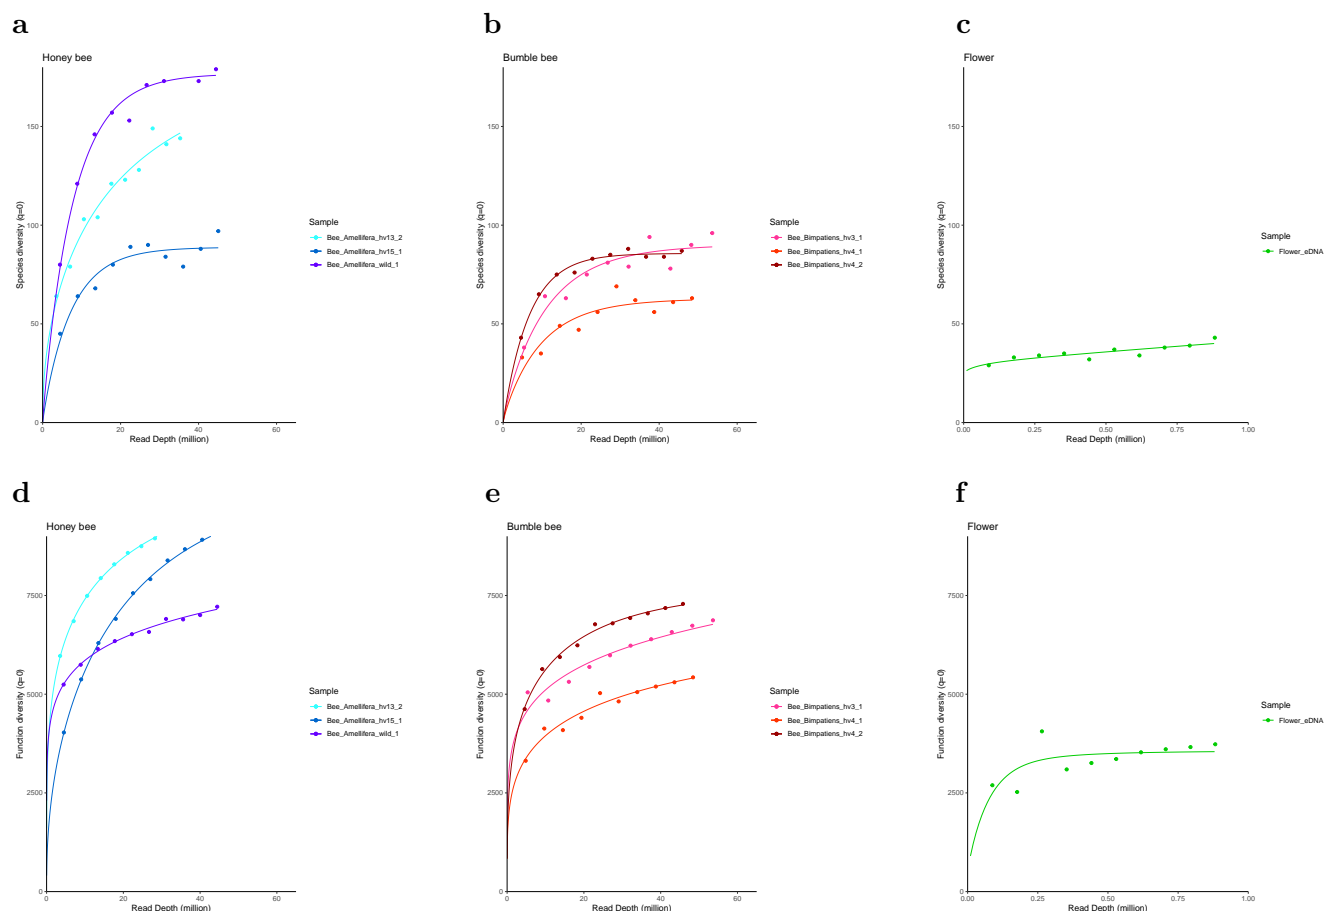 a
Honey bee
Species diversity (q=0)
150
100
50
0
0
20
40
60
Read Depth (million)
Sample
Bee_Amellifera_hv13_2
Bee_Amellifera_hv15_1
Bee_Amellifera_wild_1
b
Bumble bee
Species diversity (q=0)
150
100
50
0
0
20
40
60
Read Depth (million)
Sample
Bee_Bimpatiens_hv3_1
Bee_Bimpatiens_hv4_1
Bee_Bimpatiens_hv4_2
c
Flower
Species diversity (q=0)
150
100
50
0
0.00
0.25
0.50
0.75
1.00
Read Depth (million)
Sample
Flower_eDNA
d
Honey bee
Function diversity (q=0)
7500
5000
2500
0
0
20
40
60
Read Depth (million)
Sample
Bee_Amellifera_hv13_2
Bee_Amellifera_hv15_1
Bee_Amellifera_wild_1
e
Bumble bee
Function diversity (q=0)
7500
5000
2500
0
0
20
40
60
Read Depth (million)
Sample
Bee_Bimpatiens_hv3_1
Bee_Bimpatiens_hv4_1
Bee_Bimpatiens_hv4_2
f
Flower
Function diversity (q=0)
7500
5000
2500
0
0.00
0.25
0.50
0.75
1.00
Read Depth (million)
Sample
Flower_eDNA